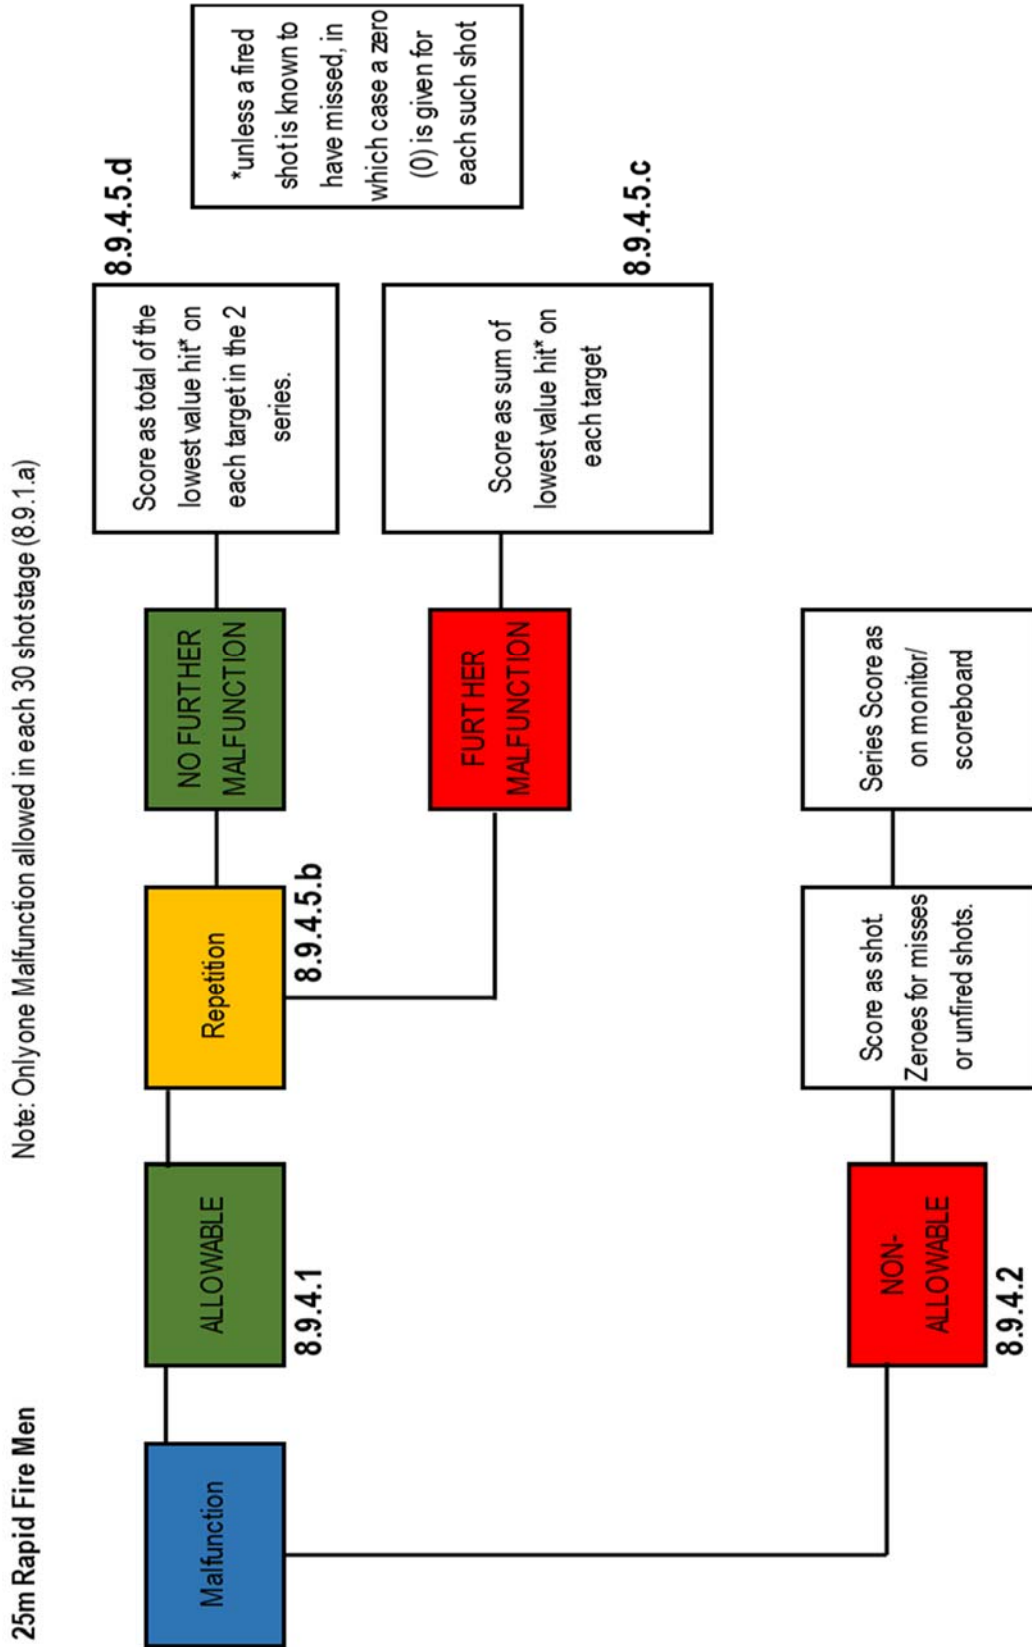 25m Rapid Fire Men
Note: Only one Malfunction allowed in each 30 shot stage (8.9.1.a)
Malfunction
ALLOWABLE
8.9.4.1
Repetition
8.9.4.5.b
NO FURTHER
MALFUNCTION
Score as total of the
lowest value hit* on
each target in the 2
series.
8.9.4.5.d
*unless a fired
shot is known to
have missed, in
which case a zero
(0) is given for
each such shot
FURTHER
MALFUNCTION
Score as sum of
lowest value hit* on
each target
8.9.4.5.c
NON-
ALLOWABLE
8.9.4.2
Score as shot.
Zeroes for misses
or unfired shots.
Series Score as
on monitor/
scoreboard